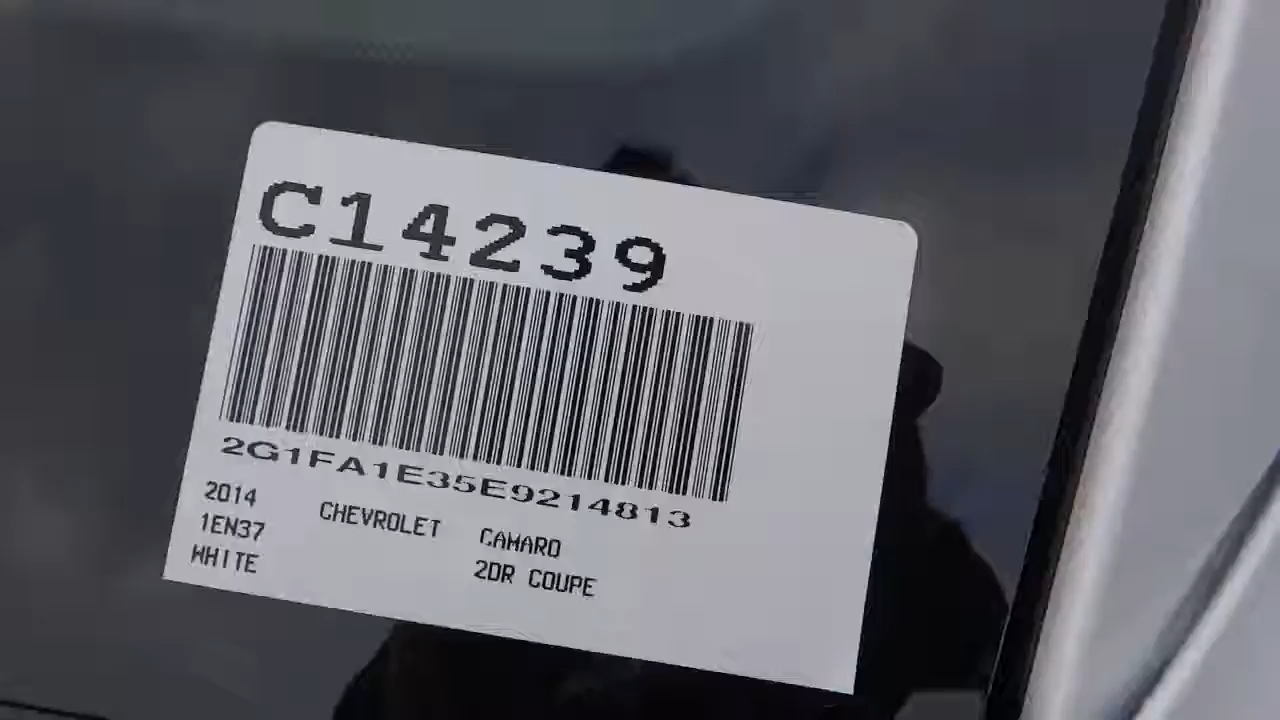 C14239
2G1FA1E35E9214813
2014 CHEVROLET CAMARO
1EN37 2DR COUPE
WHITE